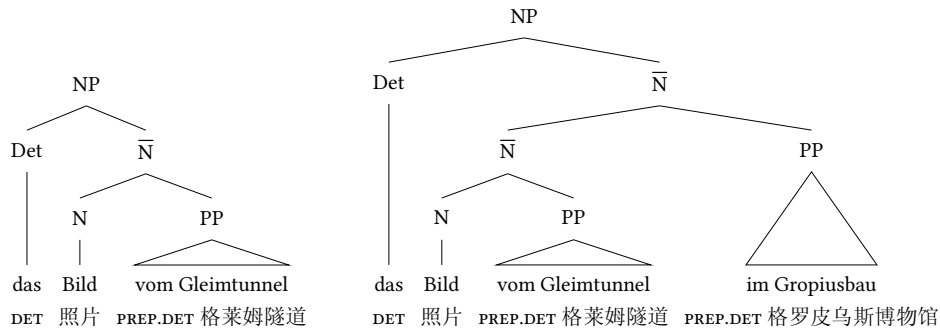 NP
Det N̅
N PP
das Bild vom Gleimtunnel
DET 照片 PREP.DET 格莱姆隧道
NP
Det N̅
N̅ PP
N PP
das Bild vom Gleimtunnel im Gropiusbau
DET 照片 PREP.DET 格莱姆隧道 PREP.DET 格罗皮乌斯博物馆